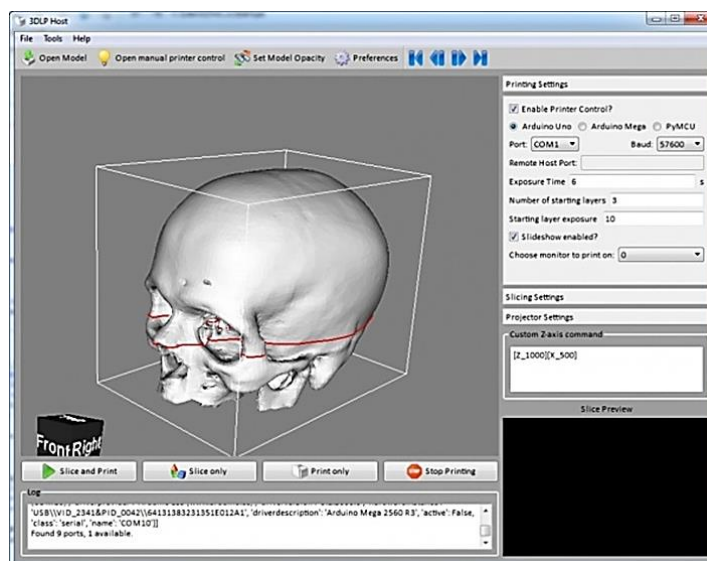 3DLP Host
File Tools Help
Open Model Open manual printer control Set Model Opacity Preferences
Printing Settings
Enable Printer Control?
Arduino Uno Arduino Mega PyMCU
Port: COM1 Baud: 57600
Remote Host Port:
Exposure Time 6 s
Number of starting layers 3
Starting layer exposure 10
Slideshow enabled?
Choose monitor to print on: 0
Slicing Settings
Projector Settings
Custom Z-axis command
[Z_1000][X_500]
Slice Preview
Front Right
Slice and Print Slice only Print only Stop Printing
Log
'USB\\VID_2341&PID_0042\\64131383231351E012A1', 'driverdescription': 'Arduino Mega 2560 R3', 'active': False,
'class': 'serial', 'name': 'COM10']]
Found 9 ports, 1 available.